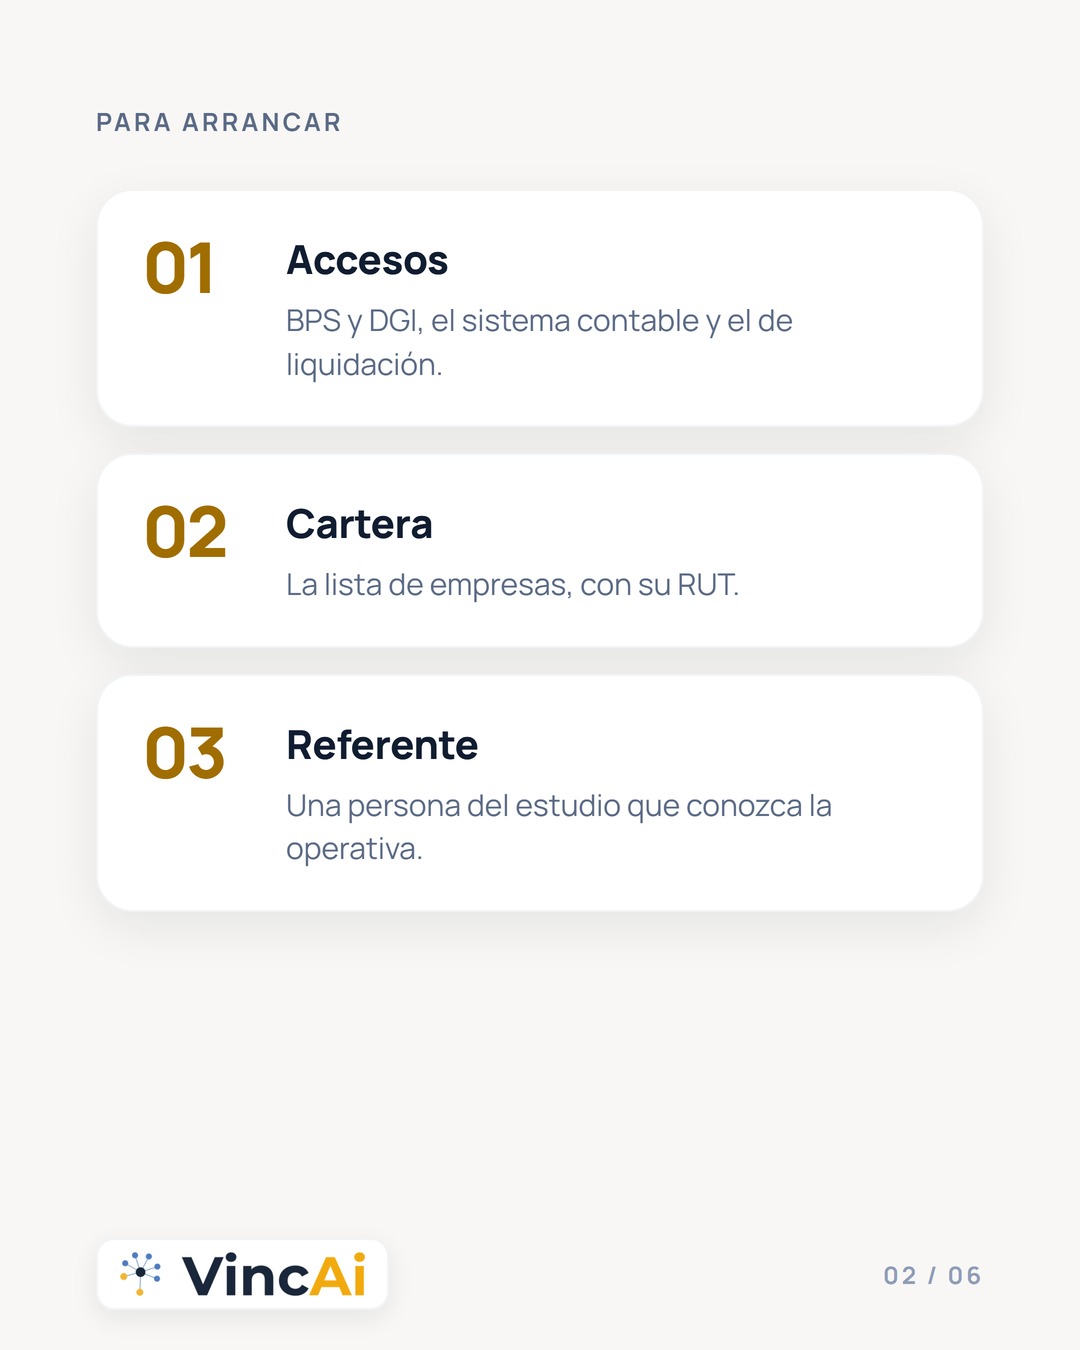 PARA ARRANCAR
01
Accesos
BPS y DGI, el sistema contable y el de
liquidación.
02
Cartera
La lista de empresas, con su RUT.
03
Referente
Una persona del estudio que conozca la
operativa.
VincAi
02 / 06